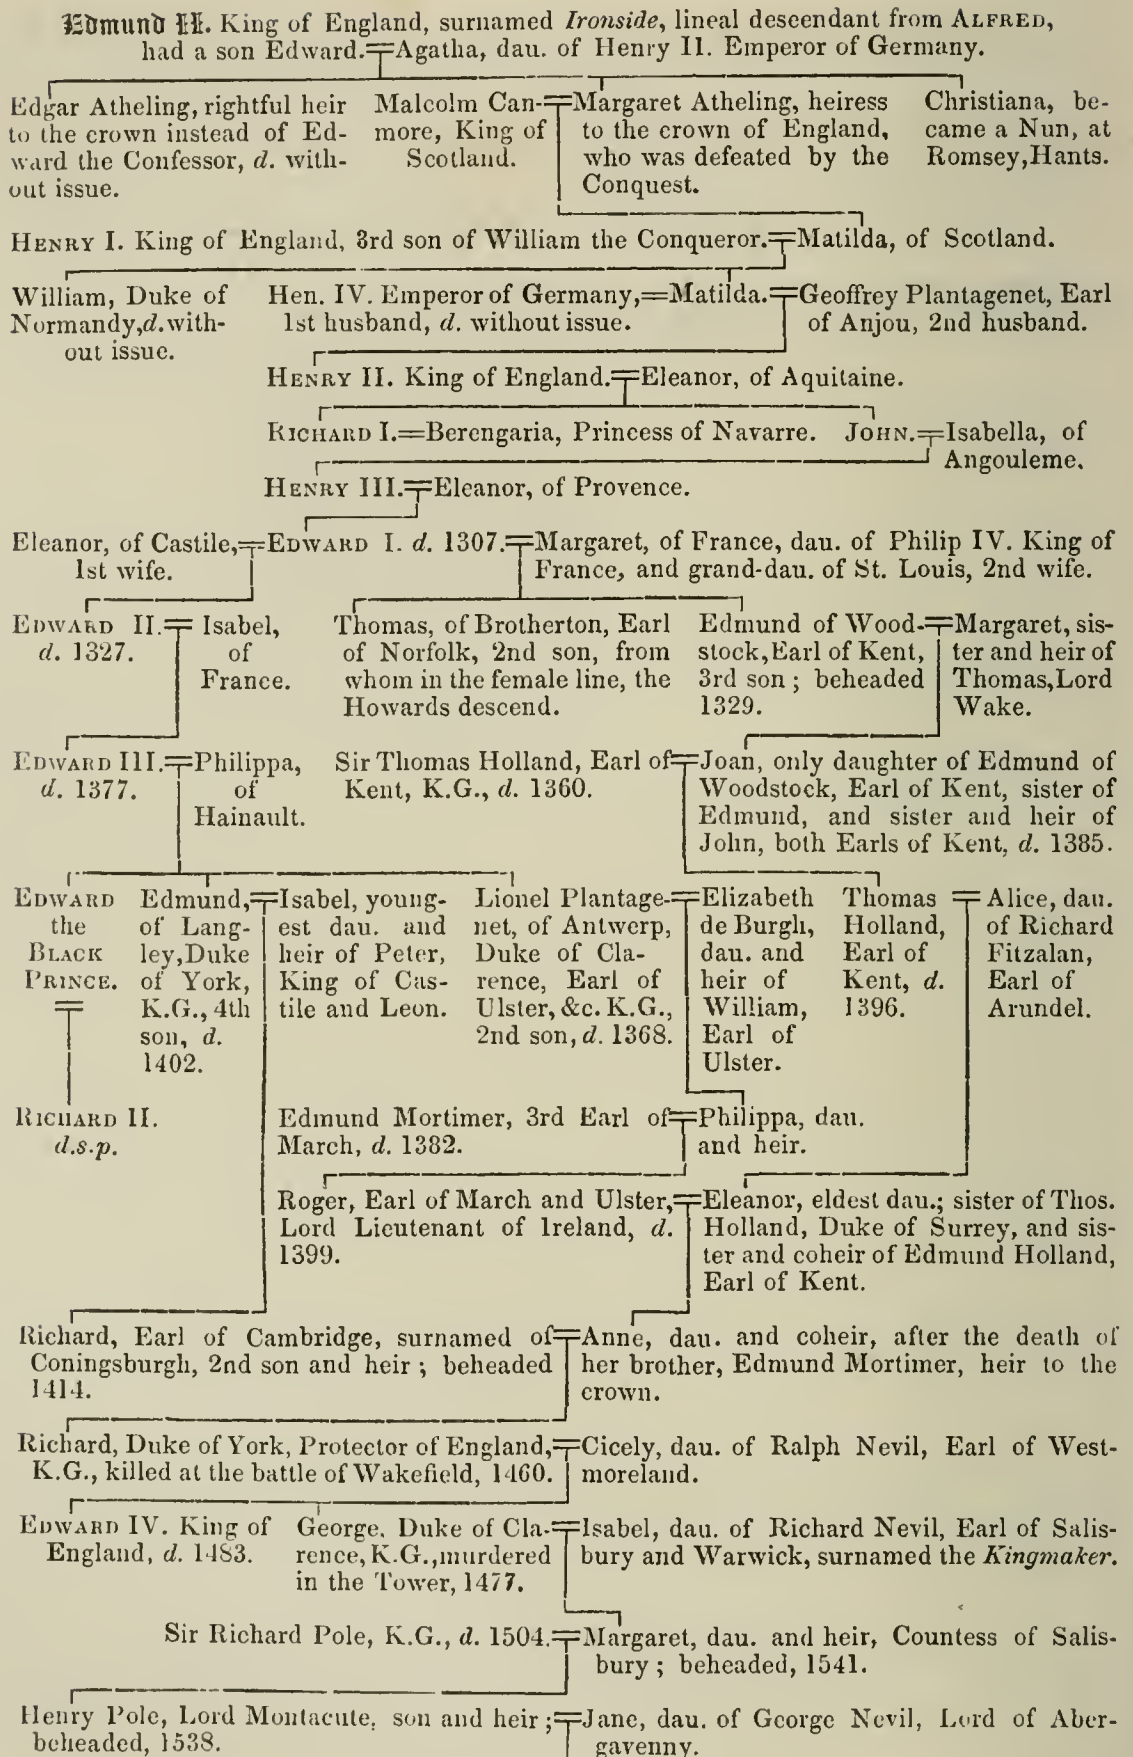 Edmund II. King of England, surnamed Ironside, lineal descendant from ALFRED,
had a son Edward.=Agatha, dau. of Henry II. Emperor of Germany.
Edgar Atheling, rightful heir
to the crown instead of Ed-
ward the Confessor, d. with-
out issue.
Malcolm Can-
more, King of
Scotland.
=Margaret Atheling, heiress
to the crown of England,
who was defeated by the
Conquest.
Christiana, be-
came a Nun, at
Romsey, Hants.
HENRY I. King of England, 3rd son of William the Conqueror.=Matilda, of Scotland.
William, Duke of
Normandy, d. with-
out issue.
Hen. IV. Emperor of Germany,=Matilda.=Geoffrey Plantagenet, Earl
1st husband, d. without issue.
of Anjou, 2nd husband.
HENRY II. King of England.=Eleanor, of Aquitaine.
RICHARD I.=Berengaria, Princess of Navarre.
JOHN.=Isabella, of
Angouleme.
HENRY III.=Eleanor, of Provence.
Eleanor, of Castile,=EDWARD I. d. 1307.=Margaret, of France, dau. of Philip IV. King of
1st wife.
France, and grand-dau. of St. Louis, 2nd wife.
EDWARD II.=
d. 1327.
Isabel,
of
France.
Thomas, of Brotherton, Earl
of Norfolk, 2nd son, from
whom in the female line, the
Howards descend.
Edmund of Wood-
stock, Earl of Kent,
3rd son; beheaded
1329.
=Margaret, sis-
ter and heir of
Thomas, Lord
Wake.
EDWARD III.=
d. 1377.
Philippa,
of
Hainault.
Sir Thomas Holland, Earl of
Kent, K.G., d. 1360.
=Joan, only daughter of Edmund of
Woodstock, Earl of Kent, sister of
Edmund, and sister and heir of
John, both Earls of Kent, d. 1385.
EDWARD
the
BLACK
PRINCE.
=
Edmund,
of Lang-
ley, Duke
of York,
K.G., 4th
son, d.
1402.
=Isabel, young-
est dau. and
heir of Peter,
King of Cas-
tile and Leon.
Lionel Plantage-
net, of Antwerp,
Duke of Cla-
rence, Earl of
Ulster, &c. K.G.,
2nd son, d. 1368.
=Elizabeth
de Burgh,
dau. and
heir of
William,
Earl of
Ulster.
Thomas
Holland,
Earl of
Kent, d.
1396.
= Alice, dau.
of Richard
Fitzalan,
Earl of
Arundel.
RICHARD II.
d.s.p.
Edmund Mortimer, 3rd Earl of
March, d. 1382.
=Philippa, dau.
and heir.
Roger, Earl of March and Ulster,
Lord Lieutenant of Ireland, d.
1399.
=Eleanor, eldest dau.; sister of Thos.
Holland, Duke of Surrey, and sis-
ter and coheir of Edmund Holland,
Earl of Kent.
Richard, Earl of Cambridge, surnamed of
Coningsburgh, 2nd son and heir; beheaded
1414.
=Anne, dau. and coheir, after the death of
her brother, Edmund Mortimer, heir to the
crown.
Richard, Duke of York, Protector of England,
K.G., killed at the battle of Wakefield, 1460.
=Cicely, dau. of Ralph Nevil, Earl of West-
moreland.
EDWARD IV. King of
England, d. 1483.
George, Duke of Cla-
rence, K.G., murdered
in the Tower, 1477.
=Isabel, dau. of Richard Nevil, Earl of Salis-
bury and Warwick, surnamed the Kingmaker.
Sir Richard Pole, K.G., d. 1504.
=Margaret, dau. and heir, Countess of Salis-
bury; beheaded, 1541.
Henry Pole, Lord Montacute, son and heir;
beheaded, 1538.
=Jane, dau. of George Nevil, Lord of Aber-
gavenny.